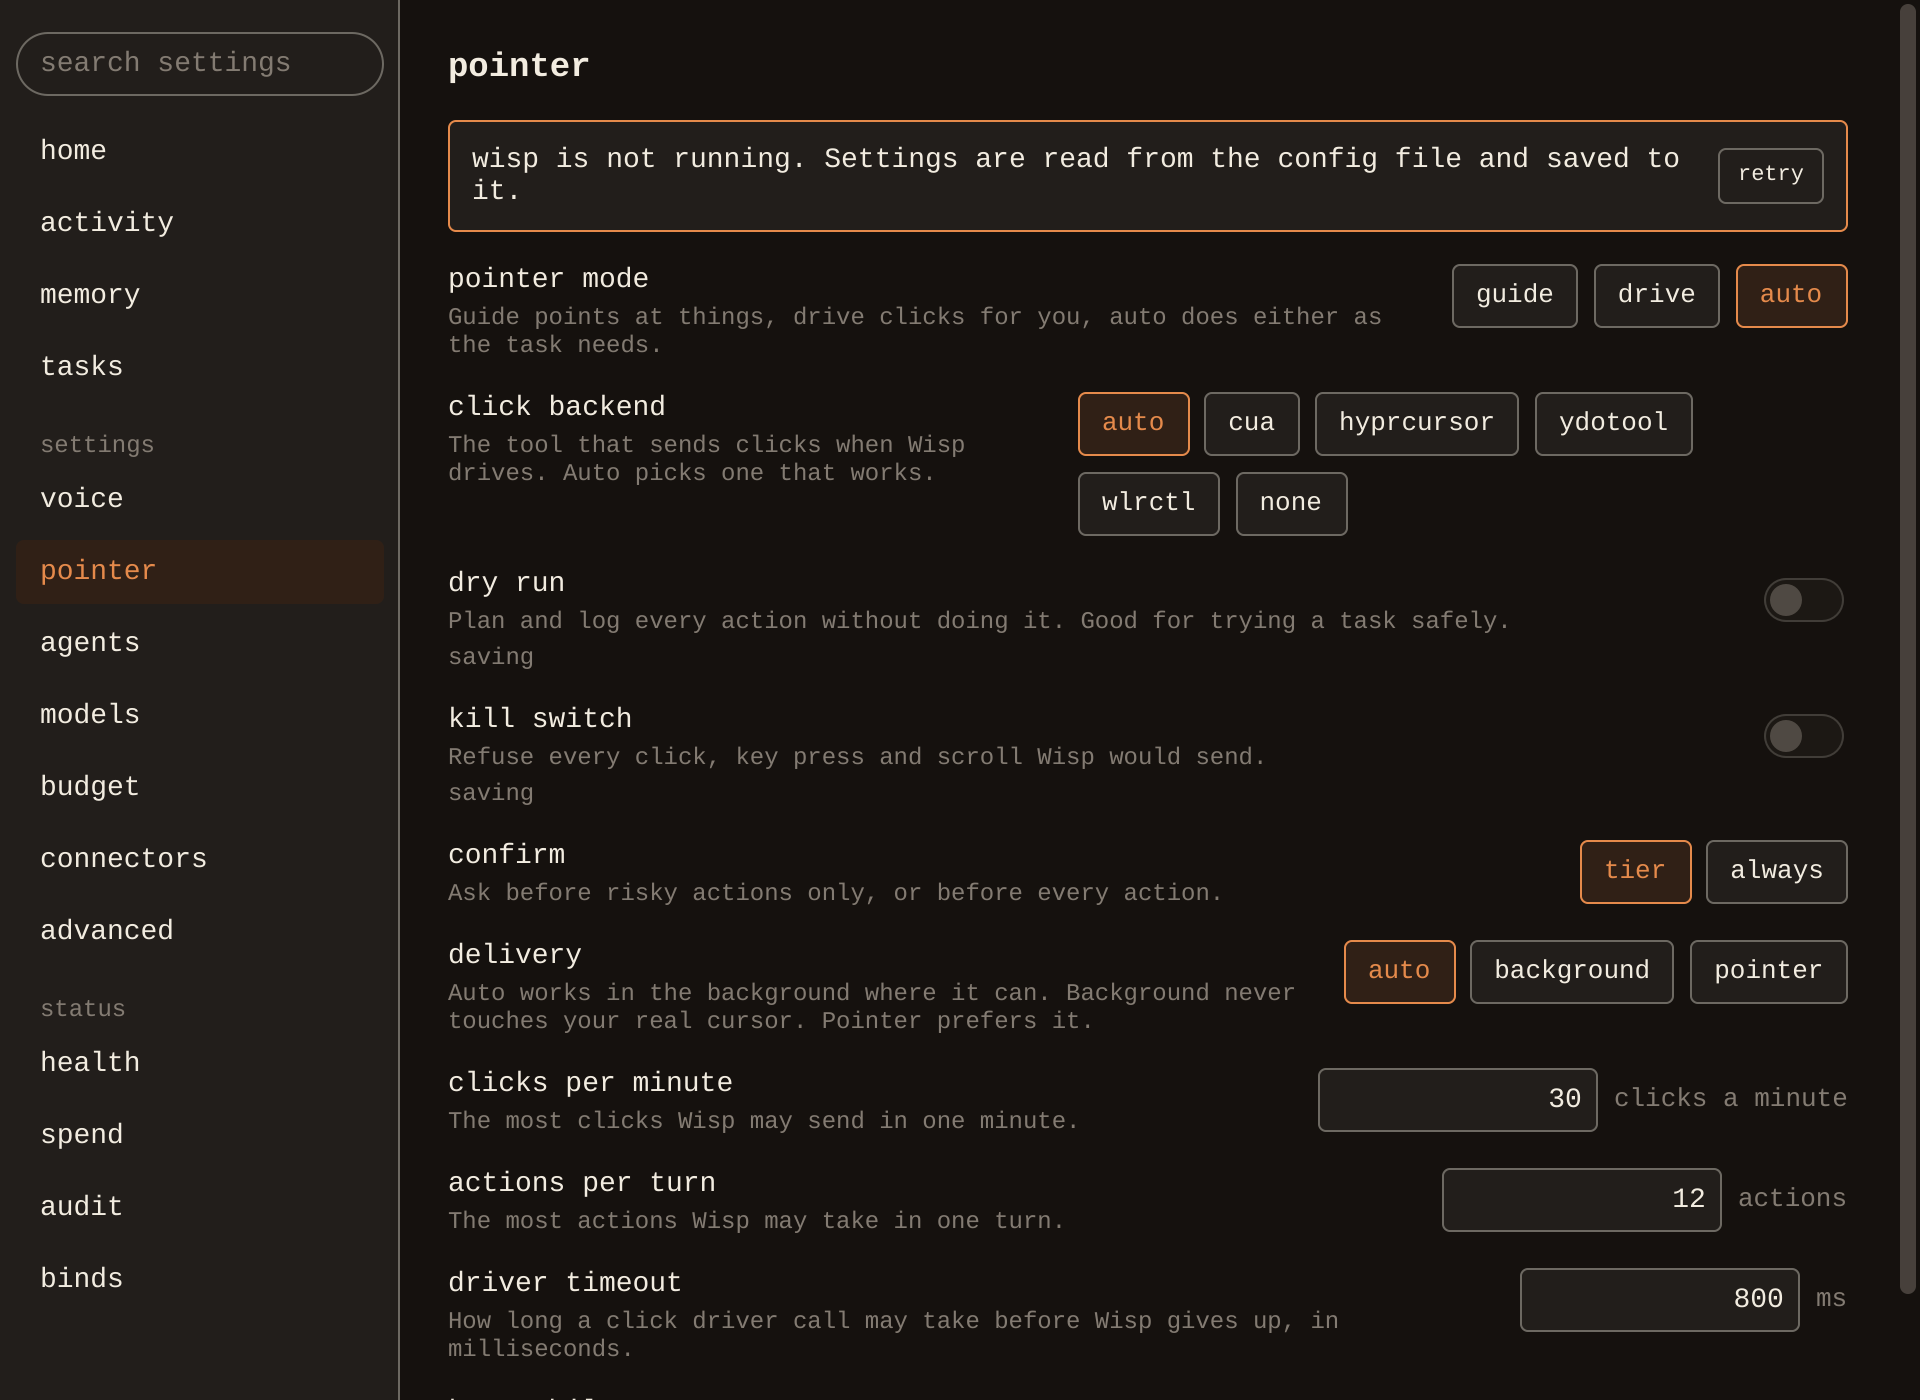 search settings
home
activity
memory
tasks
settings
voice
pointer
agents
models
budget
connectors
advanced
status
health
spend
audit
binds
pointer
wisp is not running. Settings are read from the config file and saved to
it.
retry
pointer mode
Guide points at things, drive clicks for you, auto does either as
the task needs.
guide drive auto
click backend
The tool that sends clicks when Wisp
drives. Auto picks one that works.
auto cua hyprcursor ydotool
wlrctl none
dry run
Plan and log every action without doing it. Good for trying a task safely.
saving
kill switch
Refuse every click, key press and scroll Wisp would send.
saving
confirm
Ask before risky actions only, or before every action.
tier always
delivery
Auto works in the background where it can. Background never
touches your real cursor. Pointer prefers it.
auto background pointer
clicks per minute
The most clicks Wisp may send in one minute.
30 clicks a minute
actions per turn
The most actions Wisp may take in one turn.
12 actions
driver timeout
How long a click driver call may take before Wisp gives up, in
milliseconds.
800 ms